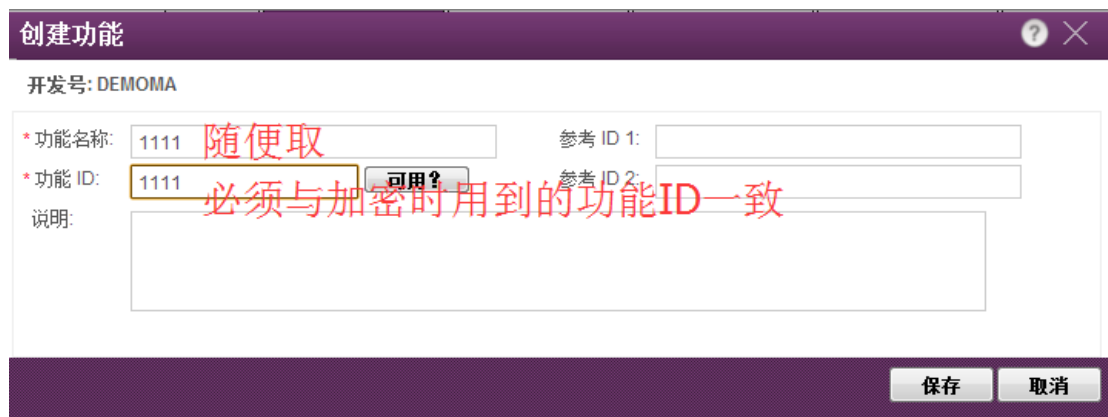 创建功能
?
开发号: DEMOMA
* 功能名称: 1111 随便取 参考 ID 1:
* 功能 ID: 1111 可用? 参考 ID 2:
必须与加密时用到的功能ID一致
说明:
保存 取消